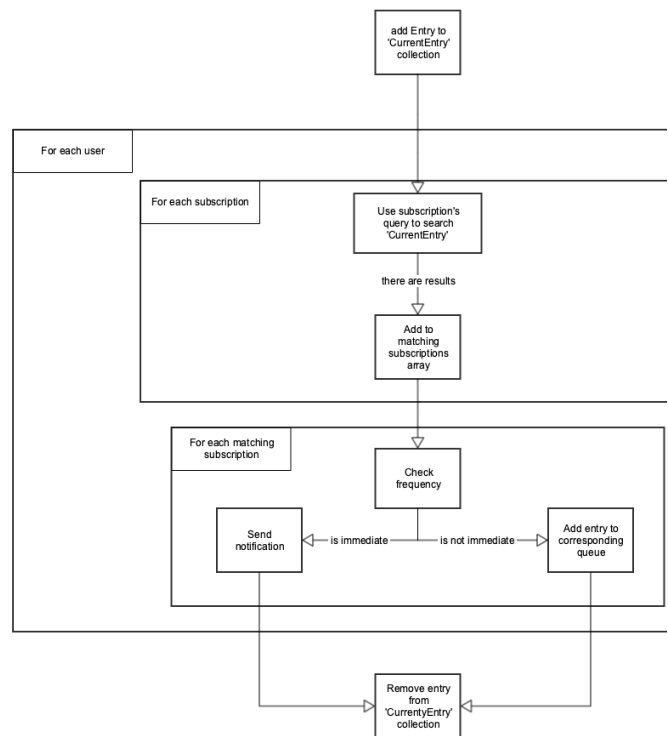 add Entry to
'CurrentEntry'
collection
For each user
For each subscription
Use subscription's
query to search
'CurrentEntry'
there are results
Add to
matching
subscriptions
array
For each matching
subscription
Check
frequency
Send
notification
is immediate
is not immediate
Add entry to
corresponding
queue
Remove entry
from
'CurrentyEntry'
collection